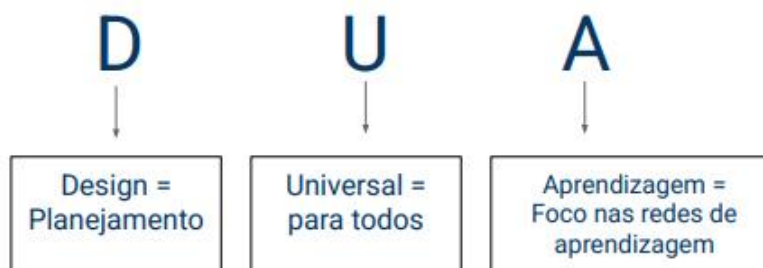 D U A
Design =
Planejamento
Universal =
para todos
Aprendizagem =
Foco nas redes de
aprendizagem